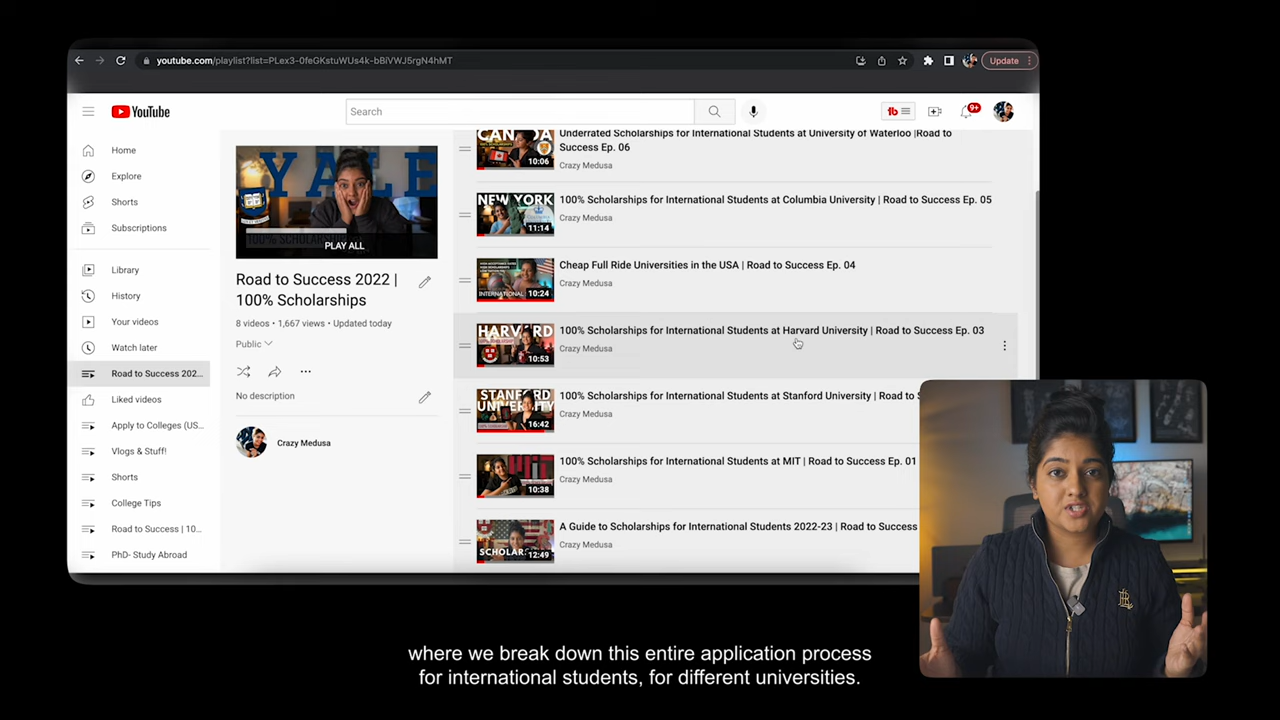 youtube.com/playlist?list=PLex3-0feGKstuWUs4k-bBiVWJ5rgN4hMT
Update
YouTube
Search
9+
Home
Explore
Shorts
Subscriptions
Library
History
Your videos
Watch later
Road to Success 202...
Liked videos
Apply to Colleges (US...
Vlogs & Stuff!
Shorts
College Tips
Road to Success | 10...
PhD- Study Abroad
YALE
PLAY ALL
Road to Success 2022 |
100% Scholarships
8 videos • 1,667 views • Updated today
Public
No description
Crazy Medusa
CANADA
10:06
Underrated Scholarships for International Students at University of Waterloo |Road to
Success Ep. 06
Crazy Medusa
NEW YORK
11:14
100% Scholarships for International Students at Columbia University | Road to Success Ep. 05
Crazy Medusa
INTERNATIONAL
10:24
Cheap Full Ride Universities in the USA | Road to Success Ep. 04
Crazy Medusa
HARVARD
10:53
100% Scholarships for International Students at Harvard University | Road to Success Ep. 03
Crazy Medusa
STANFORD
UNIVERSITY
16:42
100% Scholarships for International Students at Stanford University | Road to
Crazy Medusa
MIT
10:38
100% Scholarships for International Students at MIT | Road to Success Ep. 01
Crazy Medusa
SCHOLAR
12:49
A Guide to Scholarships for International Students 2022-23 | Road to Success
Crazy Medusa
where we break down this entire application process
for international students, for different universities.